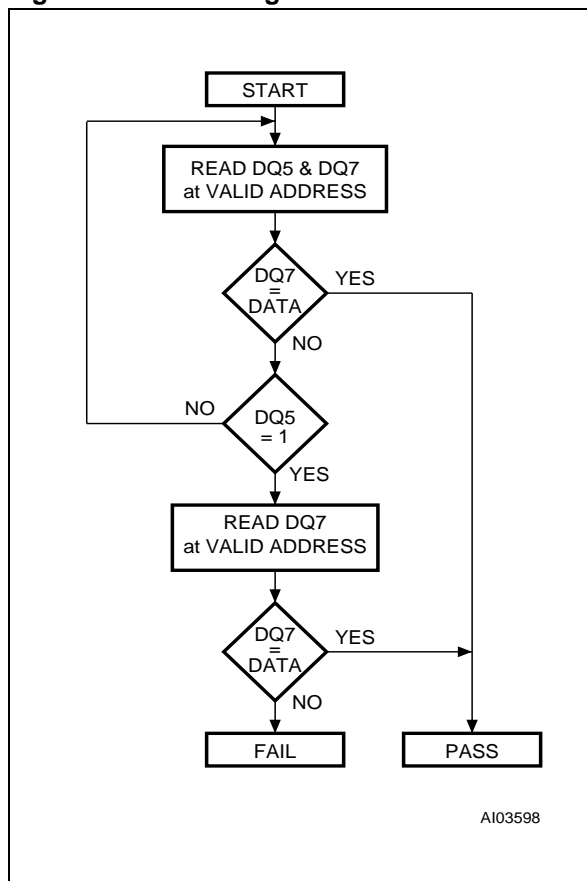 START
READ DQ5 & DQ7
at VALID ADDRESS
DQ7
=
DATA
YES
NO
DQ5
= 1
NO
YES
READ DQ7
at VALID ADDRESS
DQ7
=
DATA
YES
NO
FAIL
PASS
AI03598